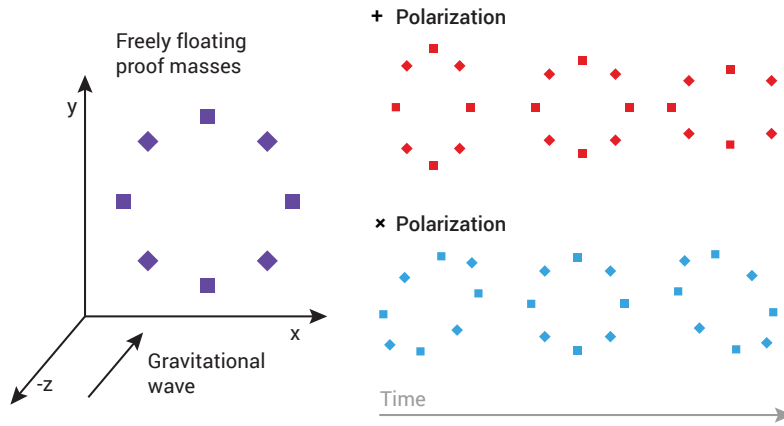 Freely floating
proof masses
y
x
-z
Gravitational
wave
+ Polarization
× Polarization
Time